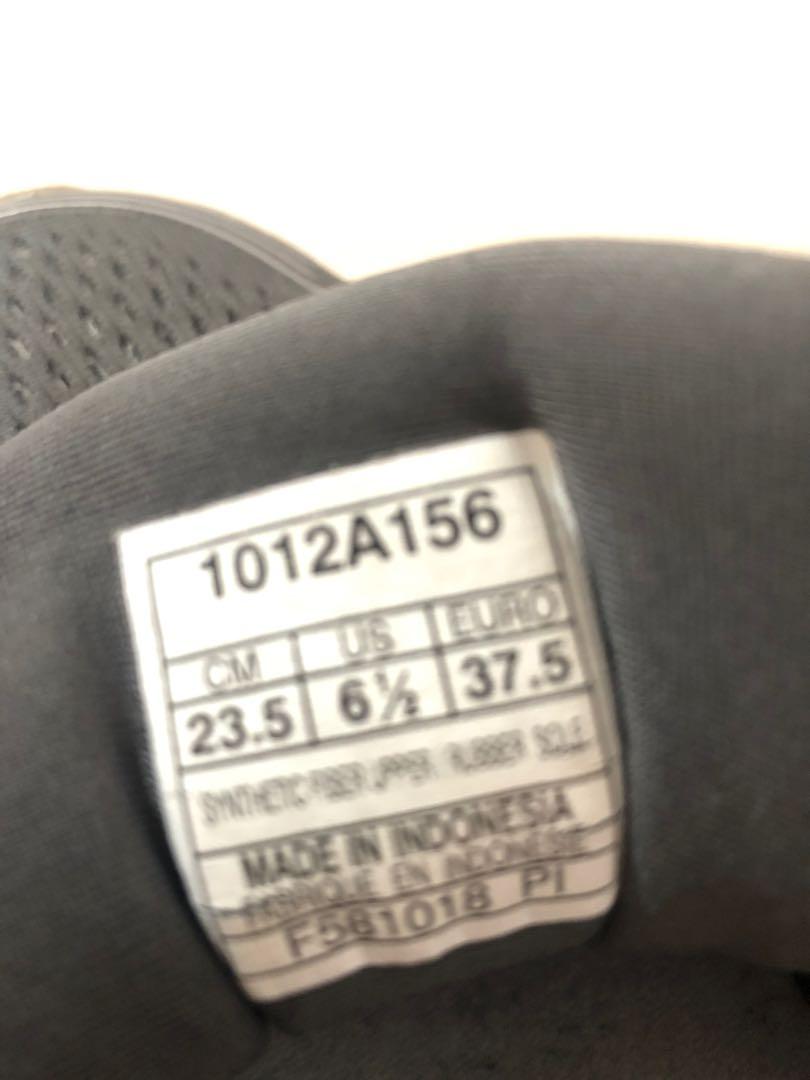 1012A156
CM US EURO
23.5 6½ 37.5
SYNTHETIC FIBER UPPER RUBBER SOLE
MADE IN INDONESIA
FABRIQUE EN INDONESIE
PI